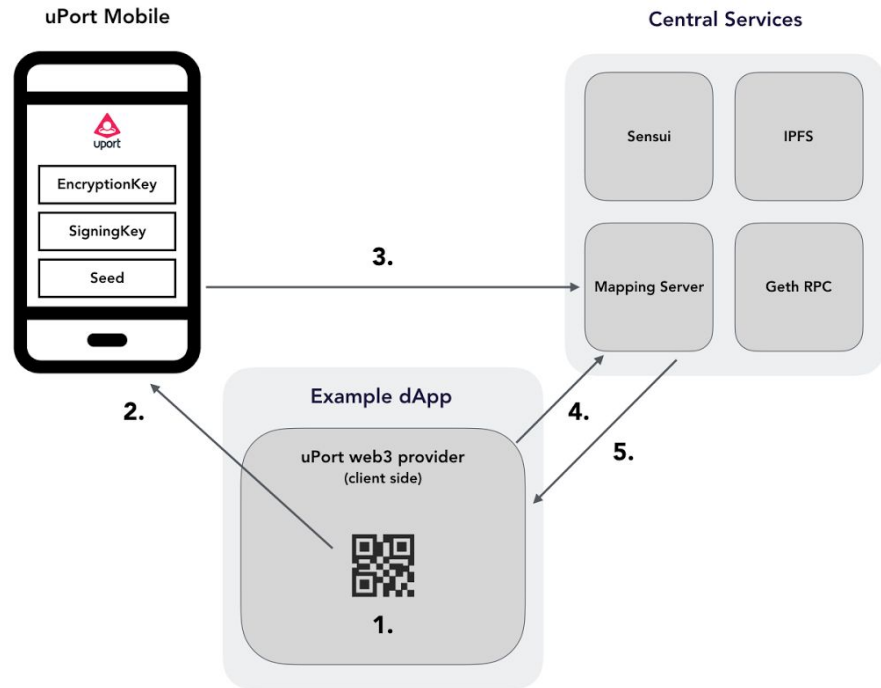 uPort Mobile
Central Services
uport
EncryptionKey
SigningKey
Seed
Sensui
IPFS
Mapping Server
Geth RPC
3.
2.
Example dApp
4.
5.
uPort web3 provider
(client side)
1.